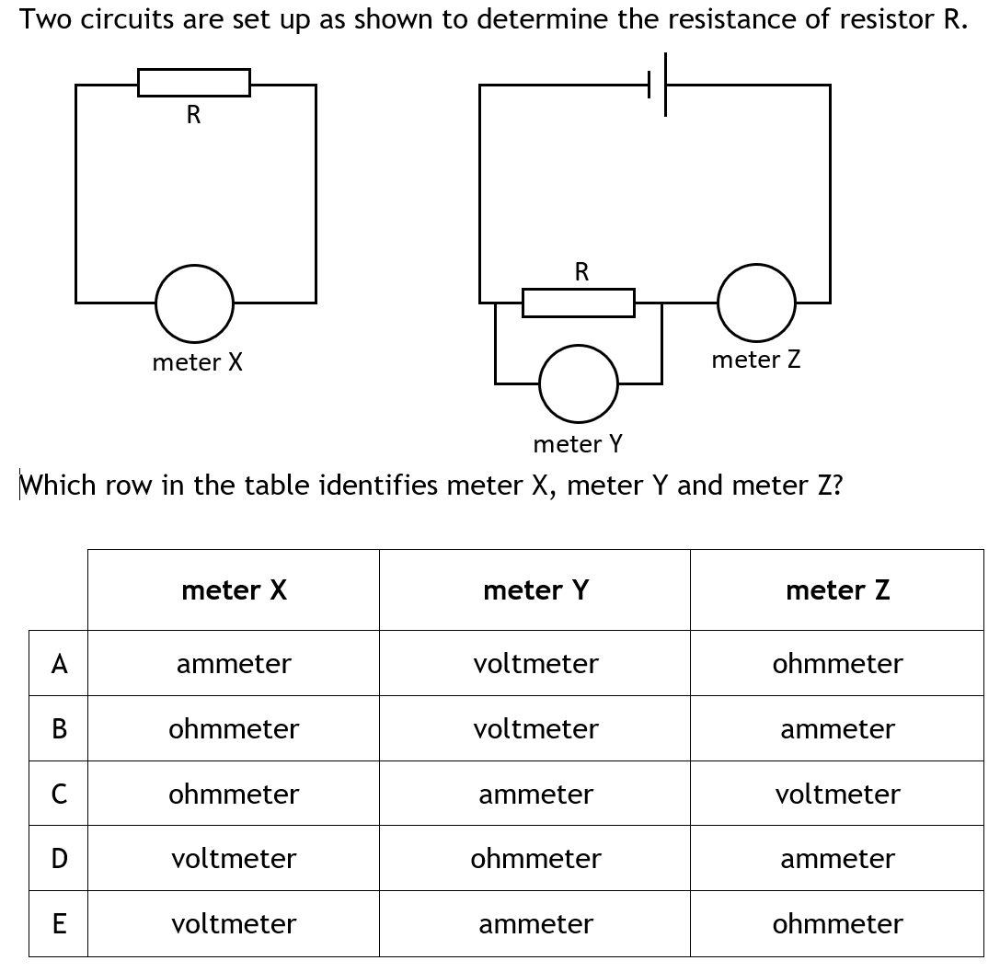 Two circuits are set up as shown to determine the resistance of resistor R.
R
meter X
R
meter Z
meter Y
Which row in the table identifies meter X, meter Y and meter Z?
meter X meter Y meter Z
A ammeter voltmeter ohmmeter
B ohmmeter voltmeter ammeter
C ohmmeter ammeter voltmeter
D voltmeter ohmmeter ammeter
E voltmeter ammeter ohmmeter